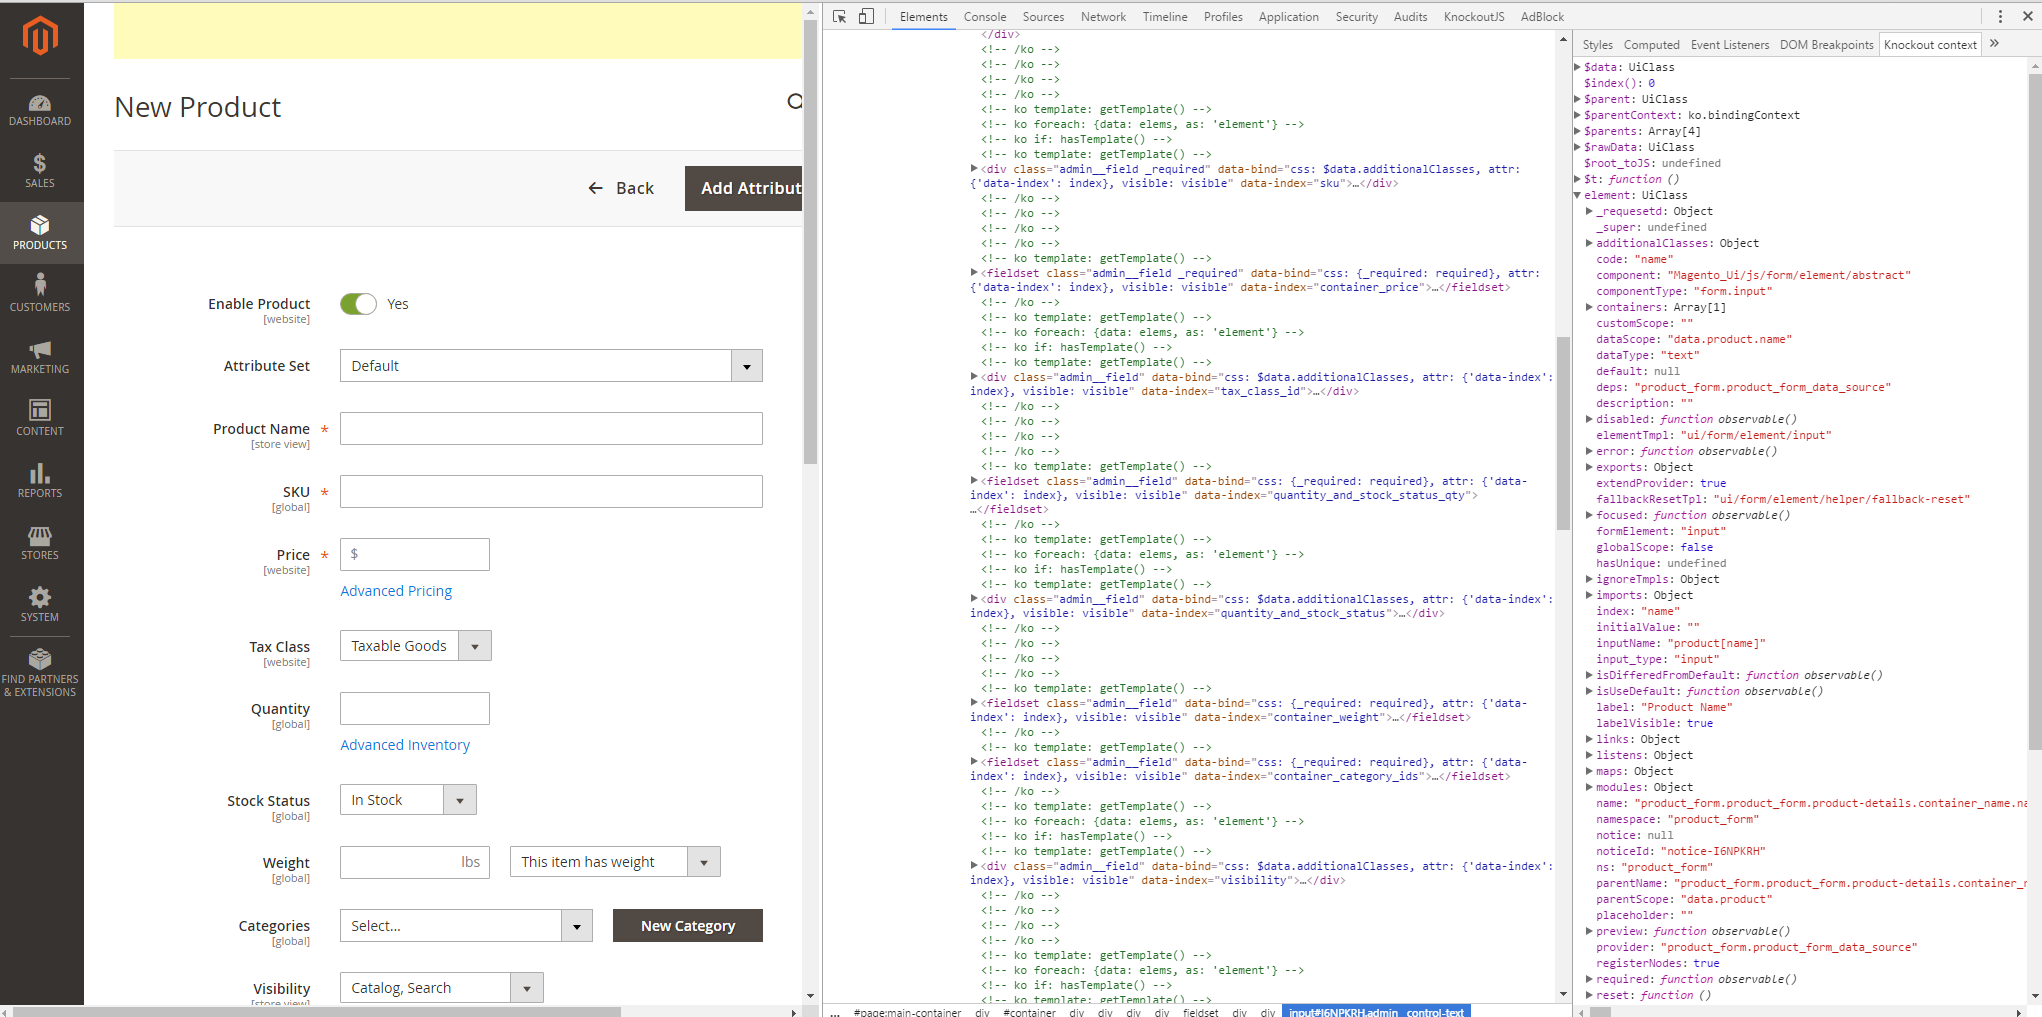 DASHBOARD
SALES
PRODUCTS
CUSTOMERS
MARKETING
CONTENT
REPORTS
STORES
SYSTEM
FIND PARTNERS
& EXTENSIONS
New Product
Back
Add Attribut
Enable Product
[website]
Yes
Attribute Set
Default
Product Name *
[store view]
SKU *
[global]
Price *
[website]
$
Advanced Pricing
Tax Class
[website]
Taxable Goods
Quantity
[global]
Advanced Inventory
Stock Status
[global]
In Stock
Weight
[global]
lbs
This item has weight
Categories
[global]
Select...
New Category
Visibility
[store view]
Catalog, Search
Elements Console Sources Network Timeline Profiles Application Security Audits KnockoutJS AdBlock
</div>
<!-- /ko -->
<!-- /ko -->
<!-- /ko -->
<!-- /ko -->
<!-- ko template: getTemplate() -->
<!-- ko foreach: {data: elems, as: 'element'} -->
<!-- ko if: hasTemplate() -->
<!-- ko template: getTemplate() -->
<div class="admin__field _required" data-bind="css: $data.additionalClasses, attr:
{'data-index': index}, visible: visible" data-index="sku">…</div>
<!-- /ko -->
<!-- /ko -->
<!-- /ko -->
<!-- /ko -->
<!-- ko template: getTemplate() -->
<fieldset class="admin__field _required" data-bind="css: {_required: required}, attr:
{'data-index': index}, visible: visible" data-index="container_price">…</fieldset>
<!-- /ko -->
<!-- ko template: getTemplate() -->
<!-- ko foreach: {data: elems, as: 'element'} -->
<!-- ko if: hasTemplate() -->
<!-- ko template: getTemplate() -->
<div class="admin__field" data-bind="css: $data.additionalClasses, attr: {'data-index':
index}, visible: visible" data-index="tax_class_id">…</div>
<!-- /ko -->
<!-- /ko -->
<!-- /ko -->
<!-- /ko -->
<!-- ko template: getTemplate() -->
<fieldset class="admin__field" data-bind="css: {_required: required}, attr: {'data-
index': index}, visible: visible" data-index="quantity_and_stock_status_qty">
…</fieldset>
<!-- /ko -->
<!-- ko template: getTemplate() -->
<!-- ko foreach: {data: elems, as: 'element'} -->
<!-- ko if: hasTemplate() -->
<!-- ko template: getTemplate() -->
<div class="admin__field" data-bind="css: $data.additionalClasses, attr: {'data-index':
index}, visible: visible" data-index="quantity_and_stock_status">…</div>
<!-- /ko -->
<!-- /ko -->
<!-- /ko -->
<!-- /ko -->
<!-- ko template: getTemplate() -->
<fieldset class="admin__field" data-bind="css: {_required: required}, attr: {'data-
index': index}, visible: visible" data-index="container_weight">…</fieldset>
<!-- /ko -->
<!-- ko template: getTemplate() -->
<fieldset class="admin__field" data-bind="css: {_required: required}, attr: {'data-
index': index}, visible: visible" data-index="container_category_ids">…</fieldset>
<!-- /ko -->
<!-- ko template: getTemplate() -->
<!-- ko foreach: {data: elems, as: 'element'} -->
<!-- ko if: hasTemplate() -->
<!-- ko template: getTemplate() -->
<div class="admin__field" data-bind="css: $data.additionalClasses, attr: {'data-index':
index}, visible: visible" data-index="visibility">…</div>
<!-- /ko -->
<!-- /ko -->
<!-- /ko -->
<!-- /ko -->
<!-- ko template: getTemplate() -->
<!-- ko foreach: {data: elems, as: 'element'} -->
<!-- ko if: hasTemplate() -->
<!-- ko template: getTemplate() -->
... #page:main-container div #container div div div div fieldset div div input#I6NPKRH.admin__control-text
Styles Computed Event Listeners DOM Breakpoints Knockout context »
$data: UiClass
$index(): 0
$parent: UiClass
$parentContext: ko.bindingContext
$parents: Array[4]
$rawData: UiClass
$root_toJS: undefined
$t: function ()
element: UiClass
_requesetd: Object
_super: undefined
additionalClasses: Object
code: "name"
component: "Magento_Ui/js/form/element/abstract"
componentType: "form.input"
containers: Array[1]
customScope: ""
dataScope: "data.product.name"
dataType: "text"
default: null
deps: "product_form.product_form_data_source"
description: ""
disabled: function observable()
elementTmpl: "ui/form/element/input"
error: function observable()
exports: Object
extendProvider: true
fallbackResetTpl: "ui/form/element/helper/fallback-reset"
focused: function observable()
formElement: "input"
globalScope: false
hasUnique: undefined
ignoreTmpls: Object
imports: Object
index: "name"
initialValue: ""
inputName: "product[name]"
input_type: "input"
isDifferedFromDefault: function observable()
isUseDefault: function observable()
label: "Product Name"
labelVisible: true
links: Object
listens: Object
maps: Object
modules: Object
name: "product_form.product_form.product-details.container_name.na
namespace: "product_form"
notice: null
noticeId: "notice-I6NPKRH"
ns: "product_form"
parentName: "product_form.product_form.product-details.container_n
parentScope: "data.product"
placeholder: ""
preview: function observable()
provider: "product_form.product_form_data_source"
registerNodes: true
required: function observable()
reset: function ()